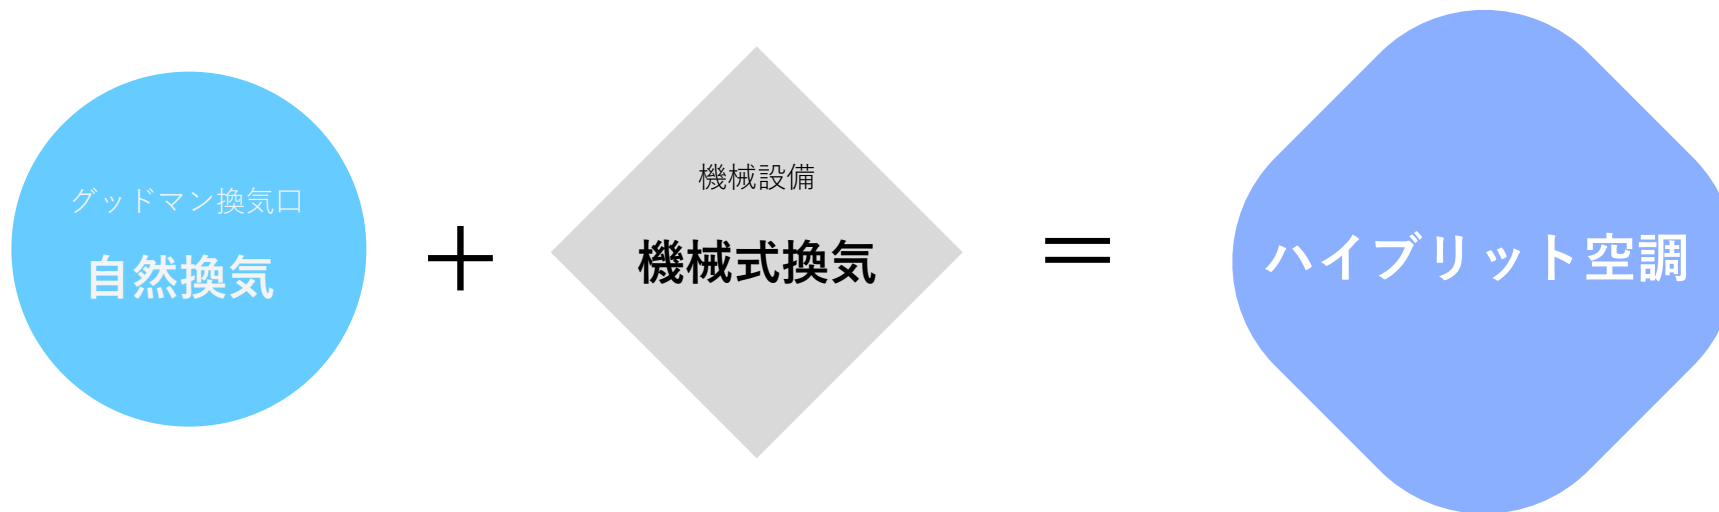 グッドマン換気口
自然換気
＋
機械設備
機械式換気
＝
ハイブリット空調